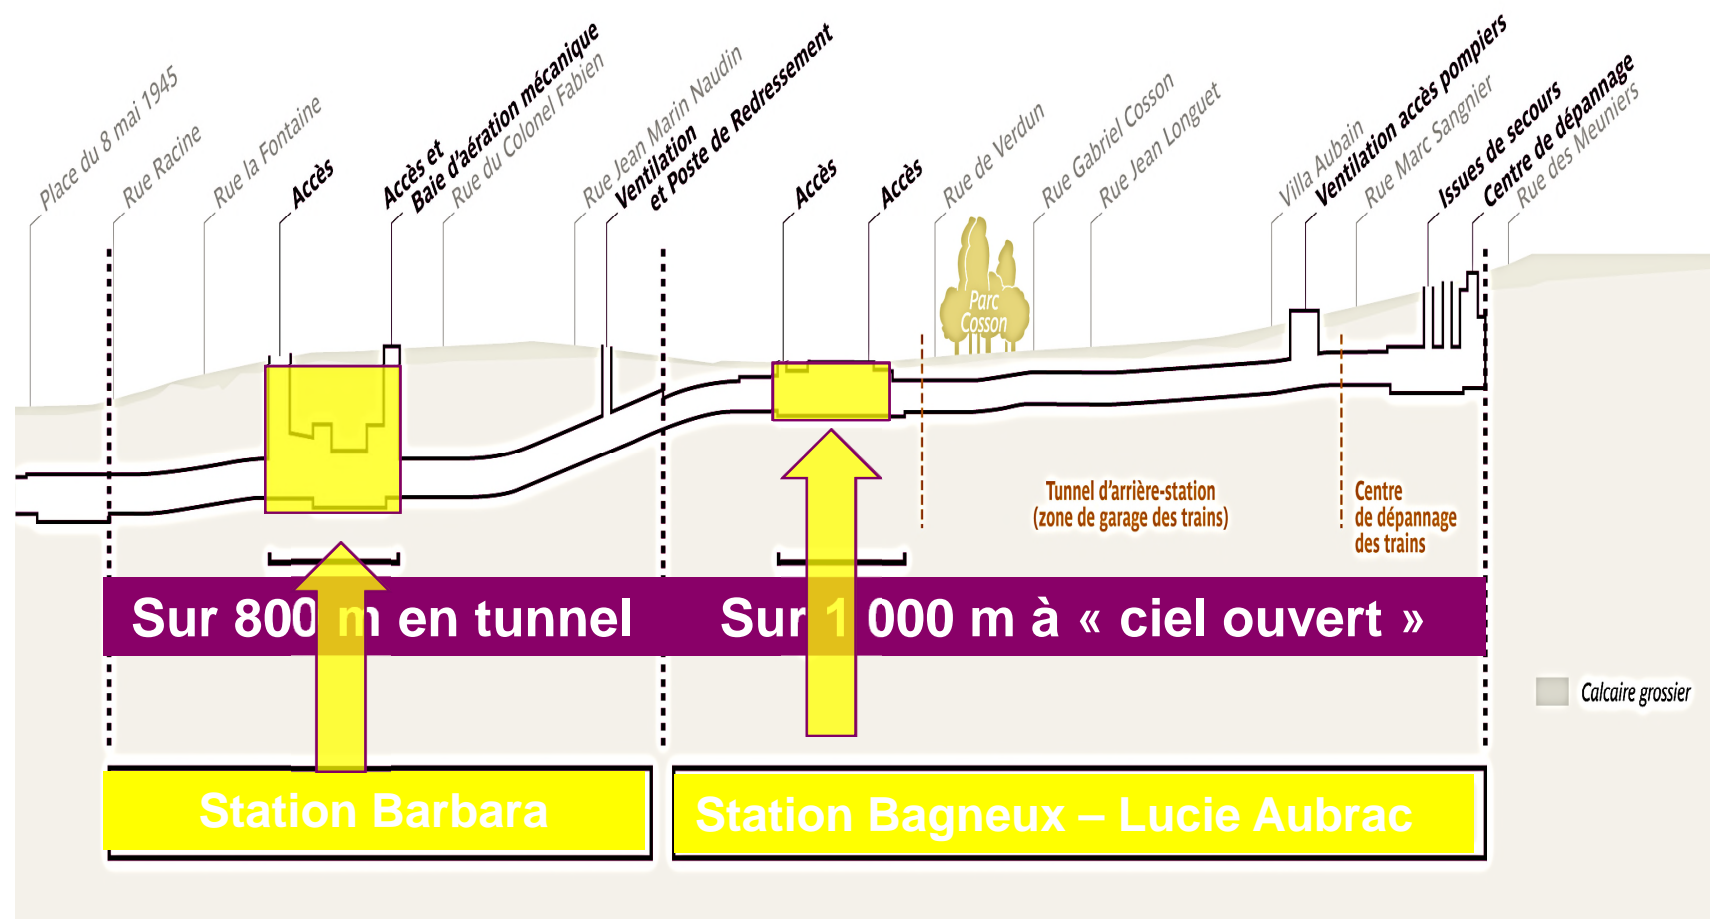 Place du 8 mai 1945
Rue Racine
Rue la Fontaine
Accès
Accès et
Baie d'aération mécanique
Rue du Colonel Fabien
Rue Jean Marin Naudin
Ventilation
et Poste de Redressement
Accès
Accès
Rue de Verdun
Rue Gabriel Cosson
Rue Jean Longuet
Villa Aubain
Ventilation accès pompiers
Rue Marc Sangnier
Issues de secours
Centre de dépannage
Rue des Meuniers
Parc
Cosson
Tunnel d'arrière-station
(zone de garage des trains)
Centre
de dépannage
des trains
Sur 800 m en tunnel
Sur 1 000 m à « ciel ouvert »
Calcaire grossier
Station Barbara
Station Bagneux – Lucie Aubrac